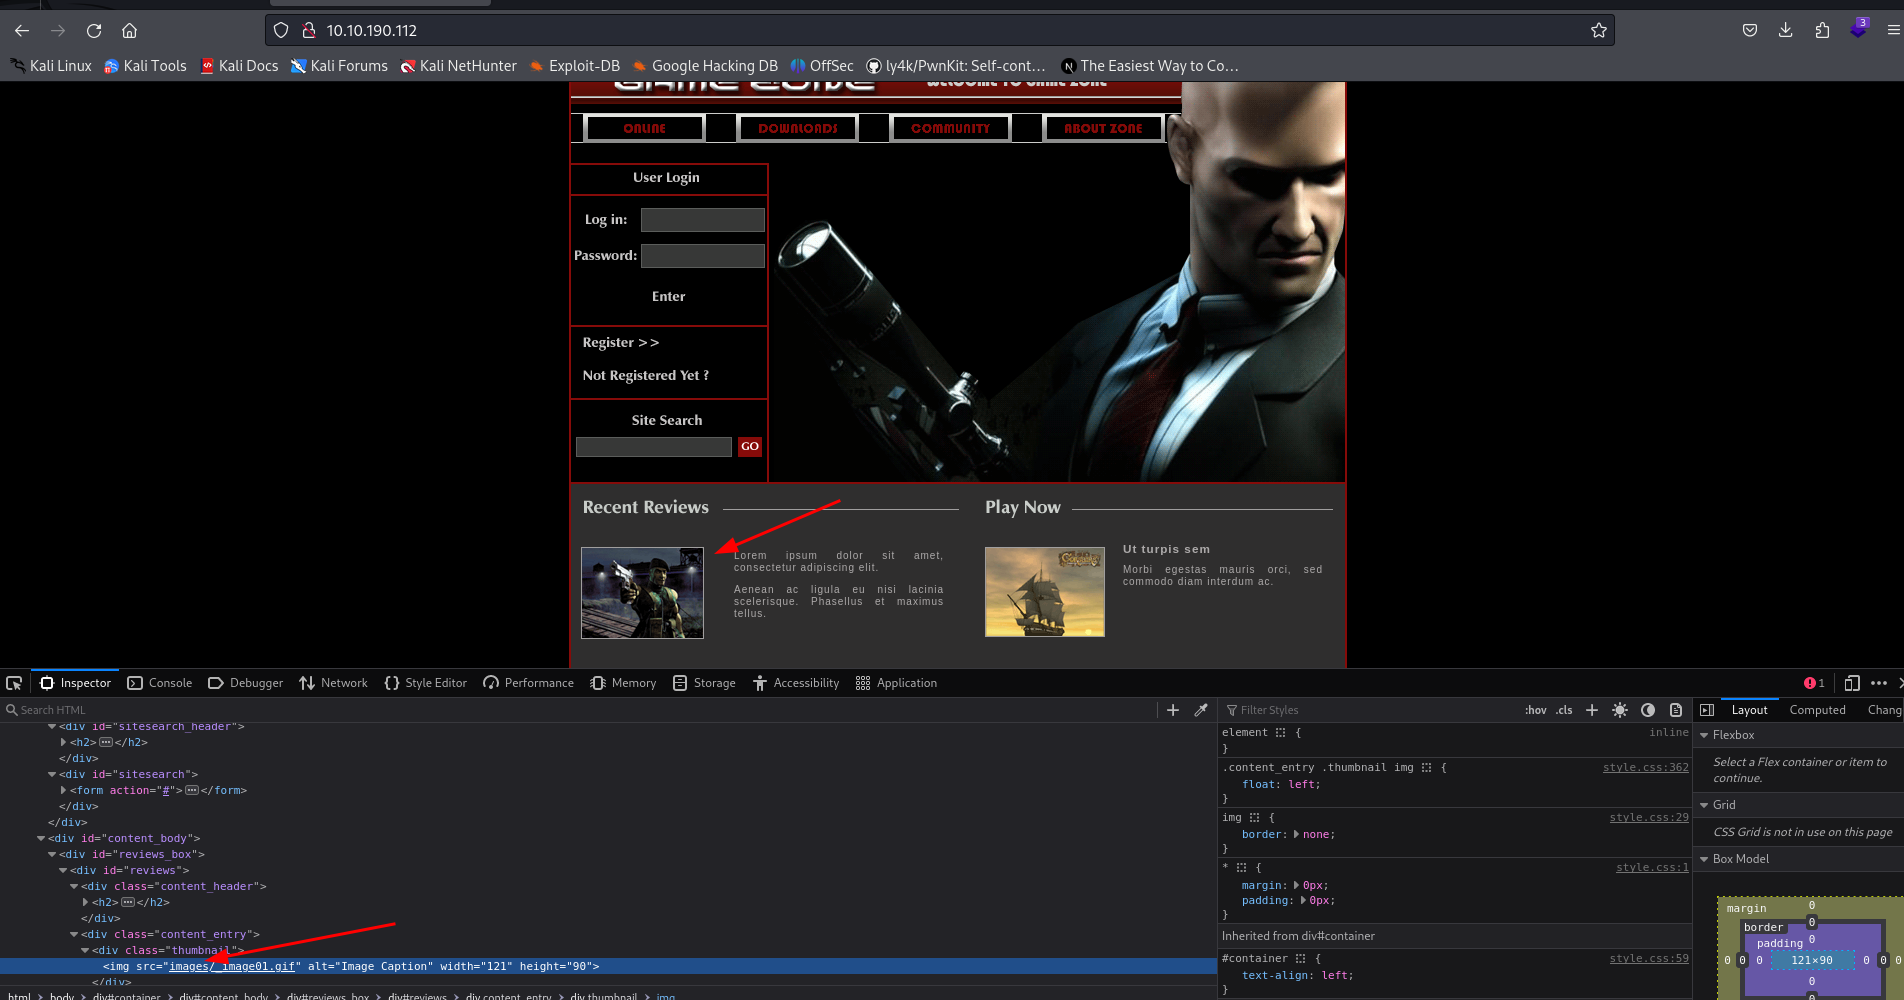 10.10.190.112
3
Kali Linux Kali Tools Kali Docs Kali Forums Kali NetHunter Exploit-DB Google Hacking DB OffSec ly4k/PwnKit: Self-cont… The Easiest Way to Co…
GAME ZONE WELCOME TO GAME ZONE
ONLINE DOWNLOADS COMMUNITY ABOUT ZONE
User Login
Log in:
Password:
Enter
Register >>
Not Registered Yet ?
Site Search
GO
Recent Reviews
Lorem ipsum dolor sit amet,
consectetur adipiscing elit.
Aenean ac ligula eu nisi lacinia
scelerisque. Phasellus et maximus
tellus.
Play Now
Ut turpis sem
Morbi egestas mauris orci, sed
commodo diam interdum ac.
Inspector Console Debugger Network Style Editor Performance Memory Storage Accessibility Application 1
Search HTML
<div id="sitesearch_header">
<h2></h2>
</div>
<div id="sitesearch">
<form action="#"></form>
</div>
</div>
<div id="content_body">
<div id="reviews_box">
<div id="reviews">
<div class="content_header">
<h2></h2>
</div>
<div class="content_entry">
<div class="thumbnail">
<img src="images/_image01.gif" alt="Image Caption" width="121" height="90">
</div>
html > body > div#container > div#content_body > div#reviews_box > div#reviews > div.content_entry > div.thumbnail > img
Filter Styles :hov .cls
element { inline
}
.content_entry .thumbnail img { style.css:362
float: left;
}
img { style.css:29
border: none;
}
* { style.css:1
margin: 0px;
padding: 0px;
}
Inherited from div#container
#container { style.css:59
text-align: left;
}
Layout Computed Chang
Flexbox
Select a Flex container or item to
continue.
Grid
CSS Grid is not in use on this page
Box Model
margin 0
border 0
padding 0
0 0 0 121×90 0 0 0
0
0